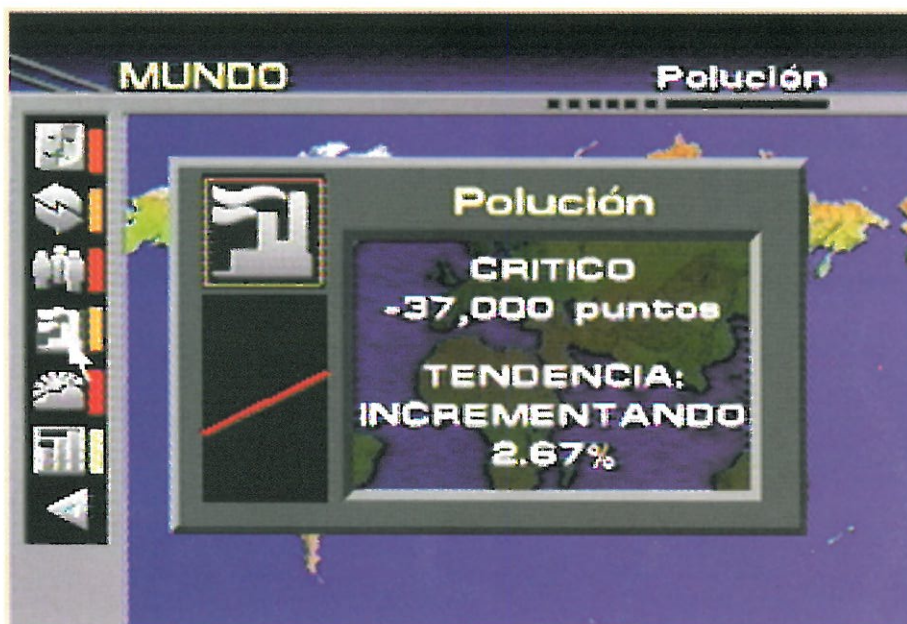 MUNDO
Polución
Polución
CRITICO
-37,000 puntos
TENDENCIA:
INCREMENTANDO
2.67%